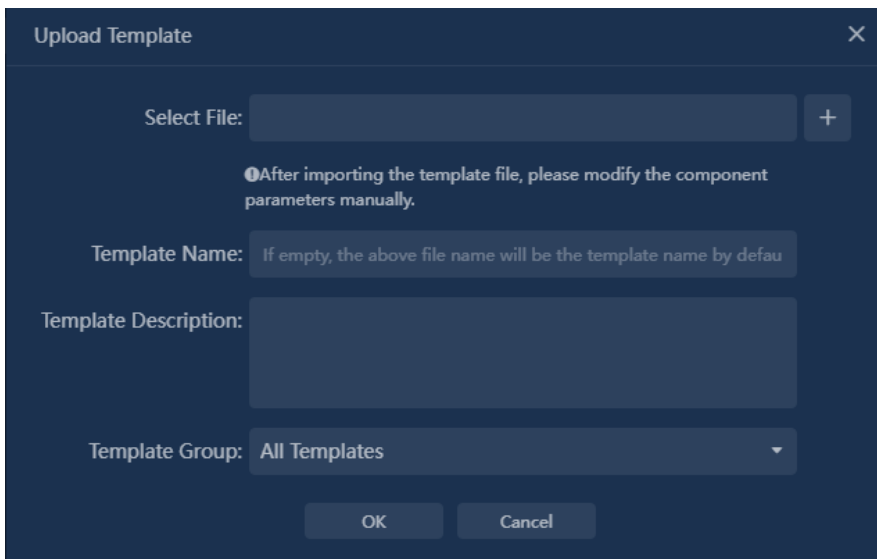 Upload Template
Select File:
After importing the template file, please modify the component
parameters manually.
Template Name: If empty, the above file name will be the template name by defau
Template Description:
Template Group: All Templates
OK Cancel